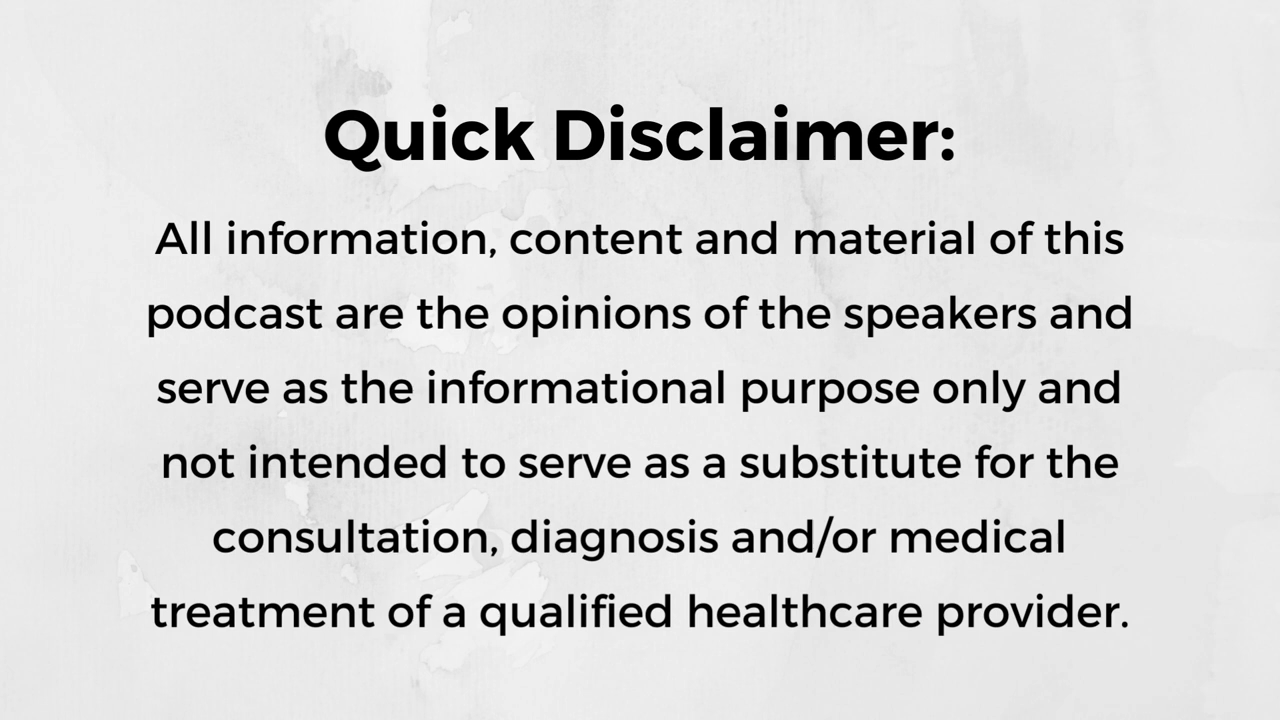 Quick Disclaimer:
All information, content and material of this
podcast are the opinions of the speakers and
serve as the informational purpose only and
not intended to serve as a substitute for the
consultation, diagnosis and/or medical
treatment of a qualified healthcare provider.